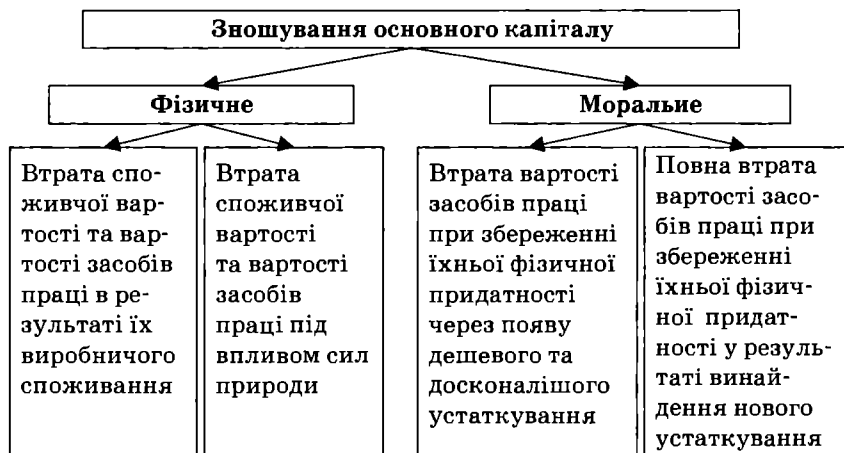 Зношування основного капіталу
Фізичне
Моральие
Втрата спо-
живчої вар-
тості та вар-
тості засобів
праці в ре-
зультаті їх
виробничого
споживання
Втрата
споживчої
вартості
та вартості
засобів
праці під
впливом сил
природи
Втрата вартості
засобів праці
при збереженні
їхньої фізичної
придатності
через появу
дешевого та
досконалішого
устаткування
Повна втрата
вартості засо-
бів праці при
збереженні
їхньої фізич-
ної придат-
ності у резуль-
таті винай-
дення нового
устаткування